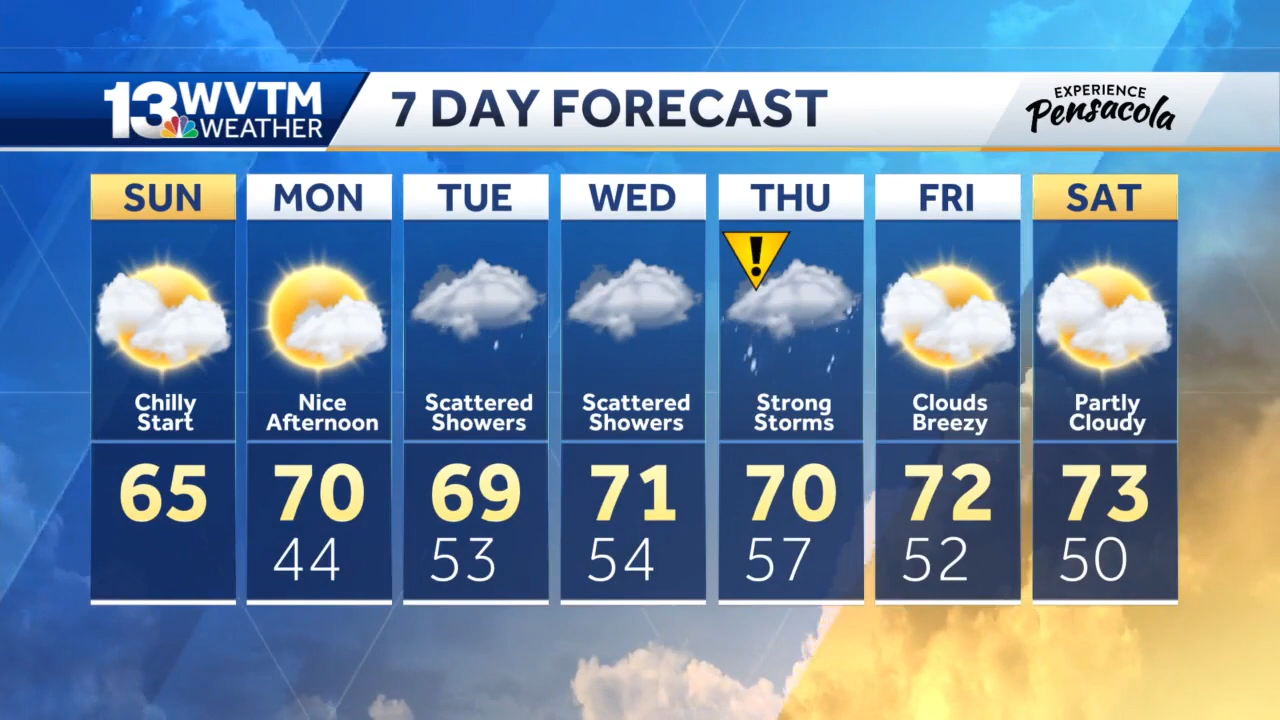 13 WVTM
WEATHER
7 DAY FORECAST
EXPERIENCE
Pensacola
SUN
MON
TUE
WED
THU
FRI
SAT
!
Chilly
Start
Nice
Afternoon
Scattered
Showers
Scattered
Showers
Strong
Storms
Clouds
Breezy
Partly
Cloudy
65
70
69
71
70
72
73
44
53
54
57
52
50